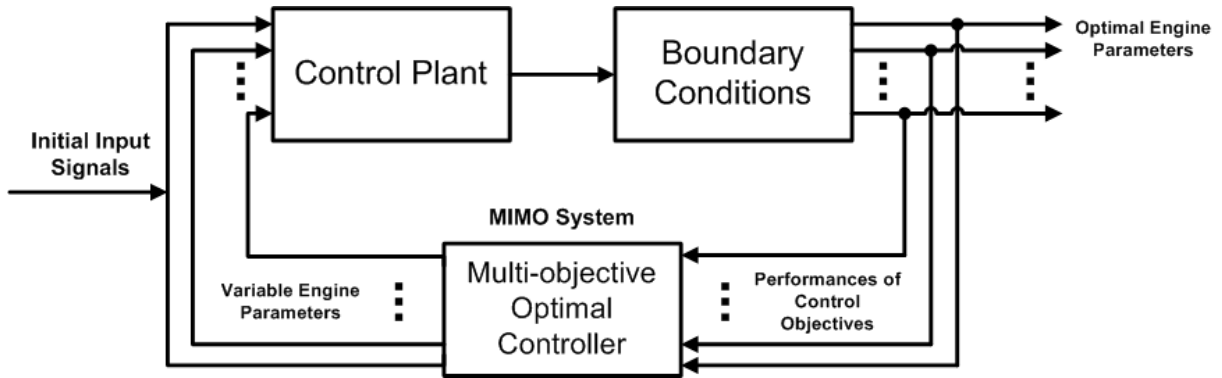 Control Plant
Boundary
Conditions
Optimal Engine
Parameters
Initial Input
Signals
MIMO System
Multi-objective
Optimal
Controller
Variable Engine
Parameters
Performances of
Control
Objectives